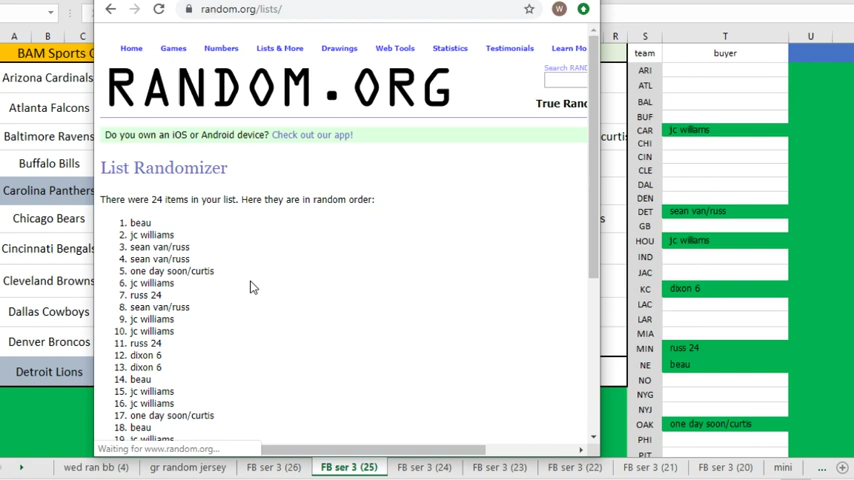 random.org/lists/
W
A B C
R S T U
BAM Sports C
team buyer
Arizona Cardinals
Atlanta Falcons
Baltimore Ravens
Buffalo Bills
Carolina Panthers
Chicago Bears
Cincinnati Bengals
Cleveland Browns
Dallas Cowboys
Denver Broncos
Detroit Lions
Home Games Numbers Lists & More Drawings Web Tools Statistics Testimonials Learn Mo
Search RAND
RANDOM.ORG
True Rand
Do you own an iOS or Android device? Check out our app!
List Randomizer
There were 24 items in your list. Here they are in random order:
1. beau
2. jc williams
3. sean van/russ
4. sean van/russ
5. one day soon/curtis
6. jc williams
7. russ 24
8. sean van/russ
9. jc williams
10. jc williams
11. russ 24
12. dixon 6
13. dixon 6
14. beau
15. jc williams
16. jc williams
17. one day soon/curtis
18. beau
19. jc williams
Waiting for www.random.org...
curtis
ARI
ATL
BAL
BUF
CAR jc willams
CHI
CIN
CLE
DAL
DEN
DET sean van/russ
GB
HOU jc willams
IND
JAC
KC dixon 6
LAC
LAR
MIA
MIN russ 24
NE beau
NO
NYG
NYJ
OAK one day soon/curtis
PHI
PIT
wed ran bb (4) gr random jersey FB ser 3 (26) FB ser 3 (25) FB ser 3 (24) FB ser 3 (23) FB ser 3 (22) FB ser 3 (21) FB ser 3 (20) mini ...